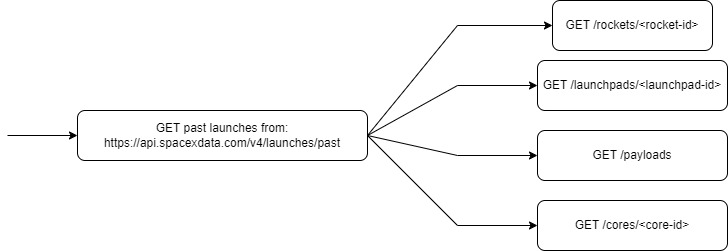 GET past launches from:
https://api.spacexdata.com/v4/launches/past
GET /rockets/<rocket-id>
GET /launchpads/<launchpad-id>
GET /payloads
GET /cores/<core-id>